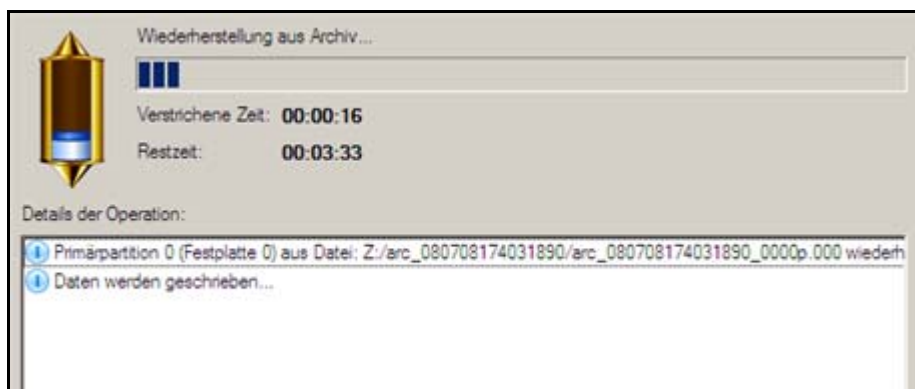 Wiederherstellung aus Archiv...
Verstrichene Zeit: 00:00:16
Restzeit: 00:03:33
Details der Operation:
Primärpartition 0 (Festplatte 0) aus Datei: Z:/arc_080708174031890/arc_080708174031890_0000p.000 wiederh
Daten werden geschrieben...